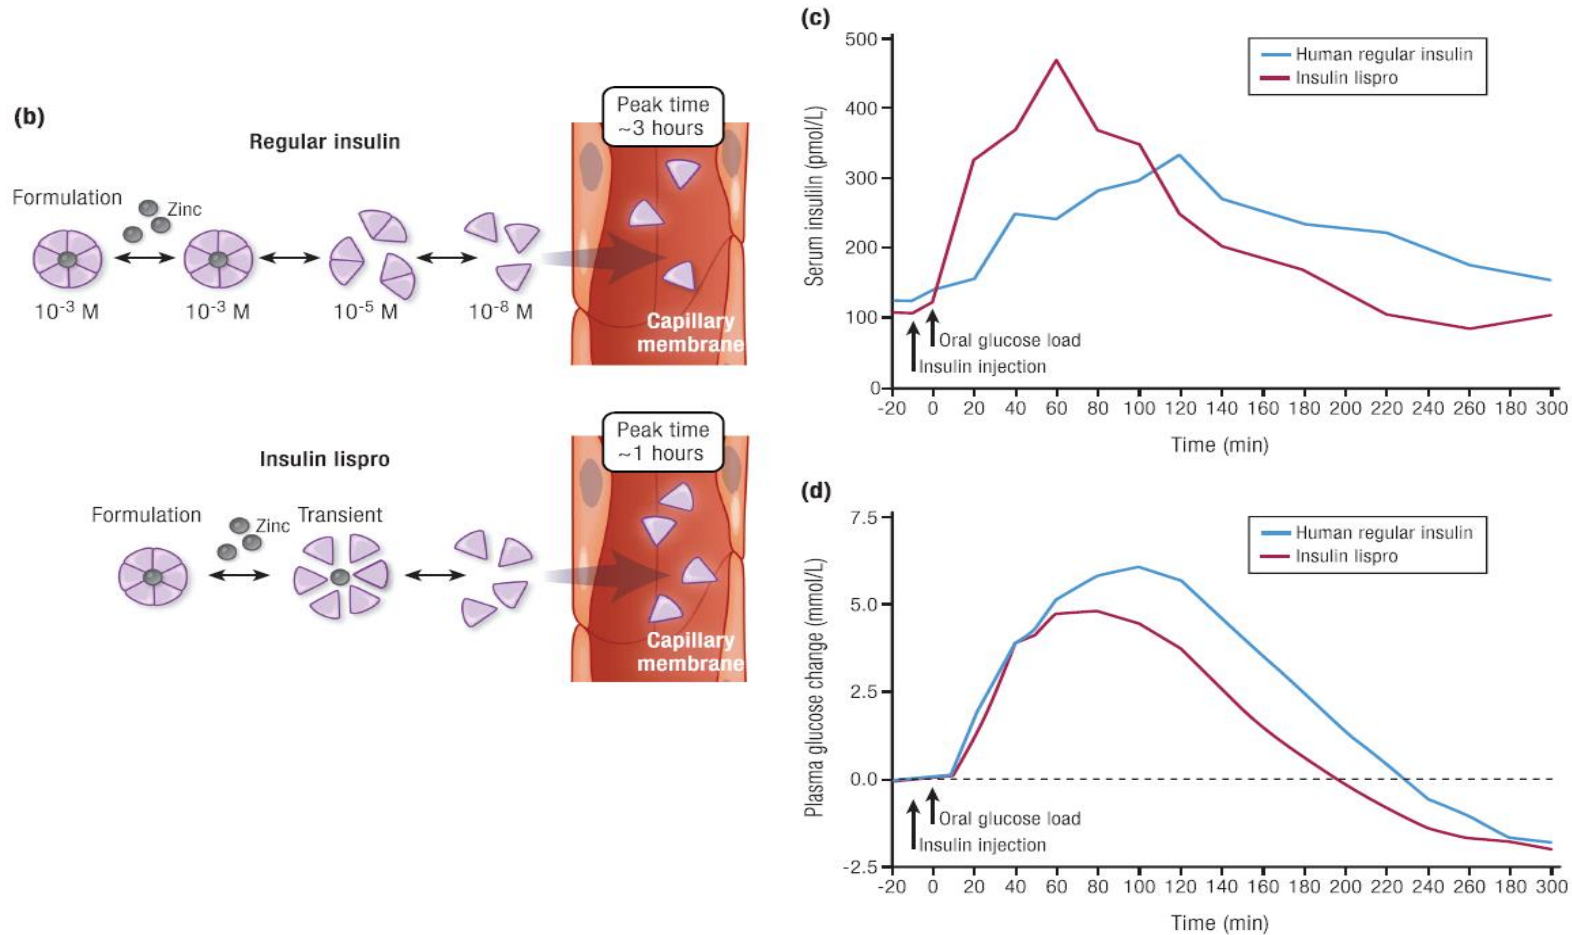 (b)
Regular insulin
Formulation
Zinc
10-3 M
10-3 M
10-5 M
10-8 M
Peak time
~3 hours
Capillary
membrane
Insulin lispro
Formulation
Zinc
Transient
Peak time
~1 hours
Capillary
membrane
(c)
Serum insuliin (pmol/L)
500
400
300
200
100
0
Human regular insulin
Insulin lispro
Oral glucose load
Insulin injection
-20 0 20 40 60 80 100 120 140 160 180 200 220 240 260 180 300
Time (min)
(d)
Plasma glucose change (mmol/L)
7.5
5.0
2.5
0.0
-2.5
Human regular insulin
Insulin lispro
Oral glucose load
Insulin injection
-20 0 20 40 60 80 100 120 140 160 180 200 220 240 260 180 300
Time (min)